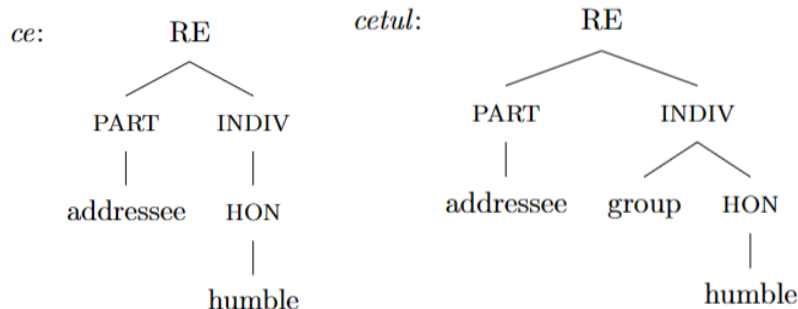 ce: RE
cetul: RE
PART INDIV
PART INDIV
addressee HON
addressee group HON
humble
humble